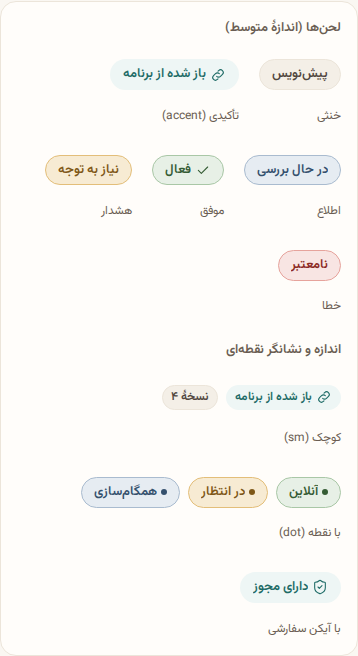 لحن‌ها (اندازهٔ متوسط)
پیش‌نویس
باز شده از برنامه
خنثی
تأکیدی (accent)
در حال بررسی
فعال
نیاز به توجه
اطلاع
موفق
هشدار
نامعتبر
خطا
اندازه و نشانگر نقطه‌ای
باز شده از برنامه
نسخهٔ ۴
کوچک (sm)
آنلاین
در انتظار
همگام‌سازی
با نقطه (dot)
دارای مجوز
با آیکن سفارشی